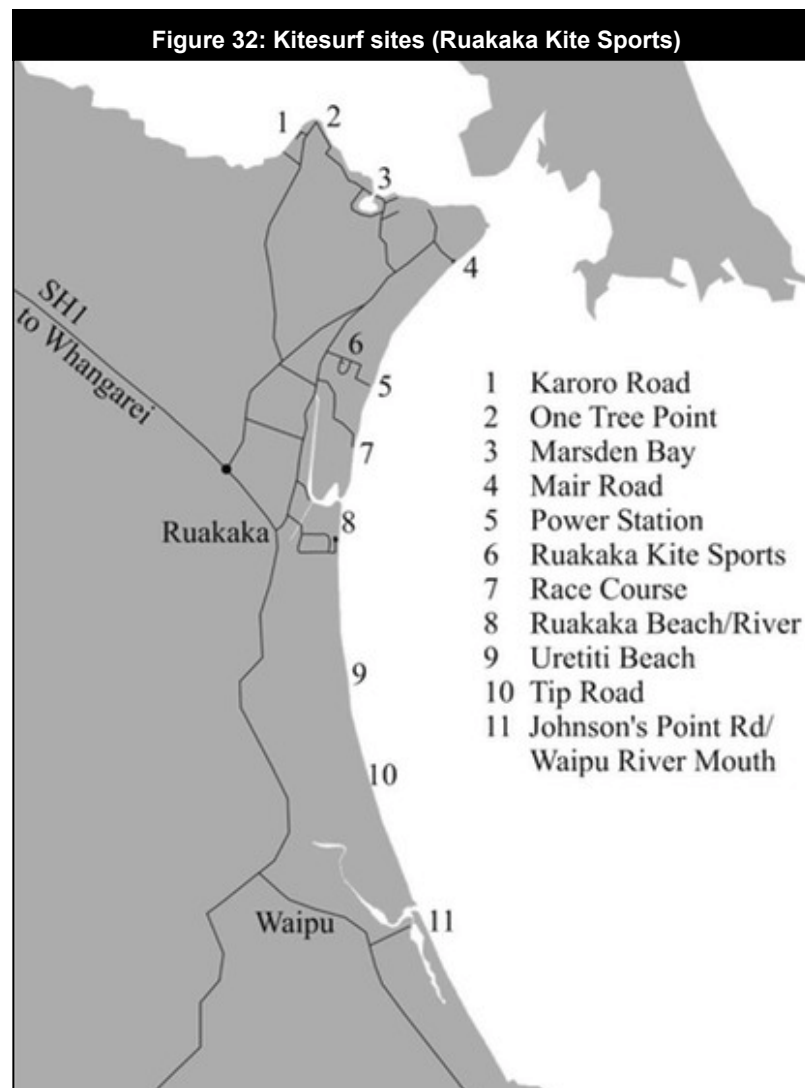 Figure 32: Kitesurf sites (Ruakaka Kite Sports)
1
2
3
4
SH1
to Whangarei
6
5
7
8
Ruakaka
9
10
Waipu
11
1 Karoro Road
2 One Tree Point
3 Marsden Bay
4 Mair Road
5 Power Station
6 Ruakaka Kite Sports
7 Race Course
8 Ruakaka Beach/River
9 Uretiti Beach
10 Tip Road
11 Johnson's Point Rd/
Waipu River Mouth